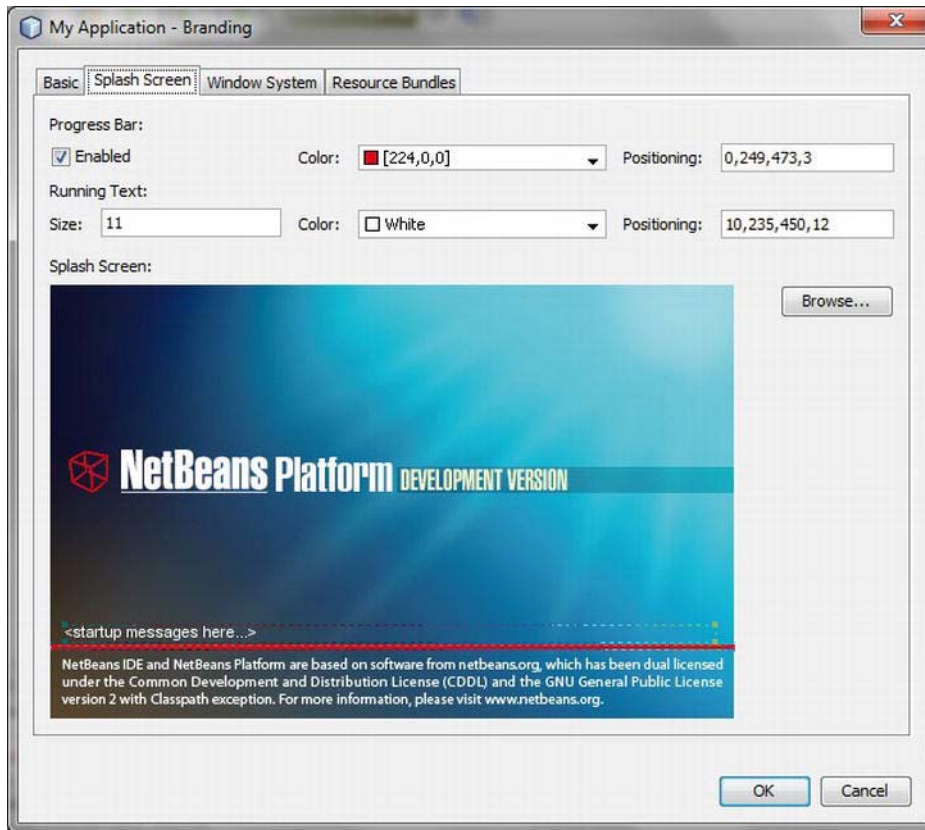 My Application - Branding
Basic Splash Screen Window System Resource Bundles
Progress Bar:
Enabled Color: [224,0,0] Positioning: 0,249,473,3
Running Text:
Size: 11 Color: White Positioning: 10,235,450,12
Splash Screen:
Browse...
NetBeans Platform DEVELOPMENT VERSION
<startup messages here...>
NetBeans IDE and NetBeans Platform are based on software from netbeans.org, which has been dual licensed
under the Common Development and Distribution License (CDDL) and the GNU General Public License
version 2 with Classpath exception. For more information, please visit www.netbeans.org.
OK Cancel